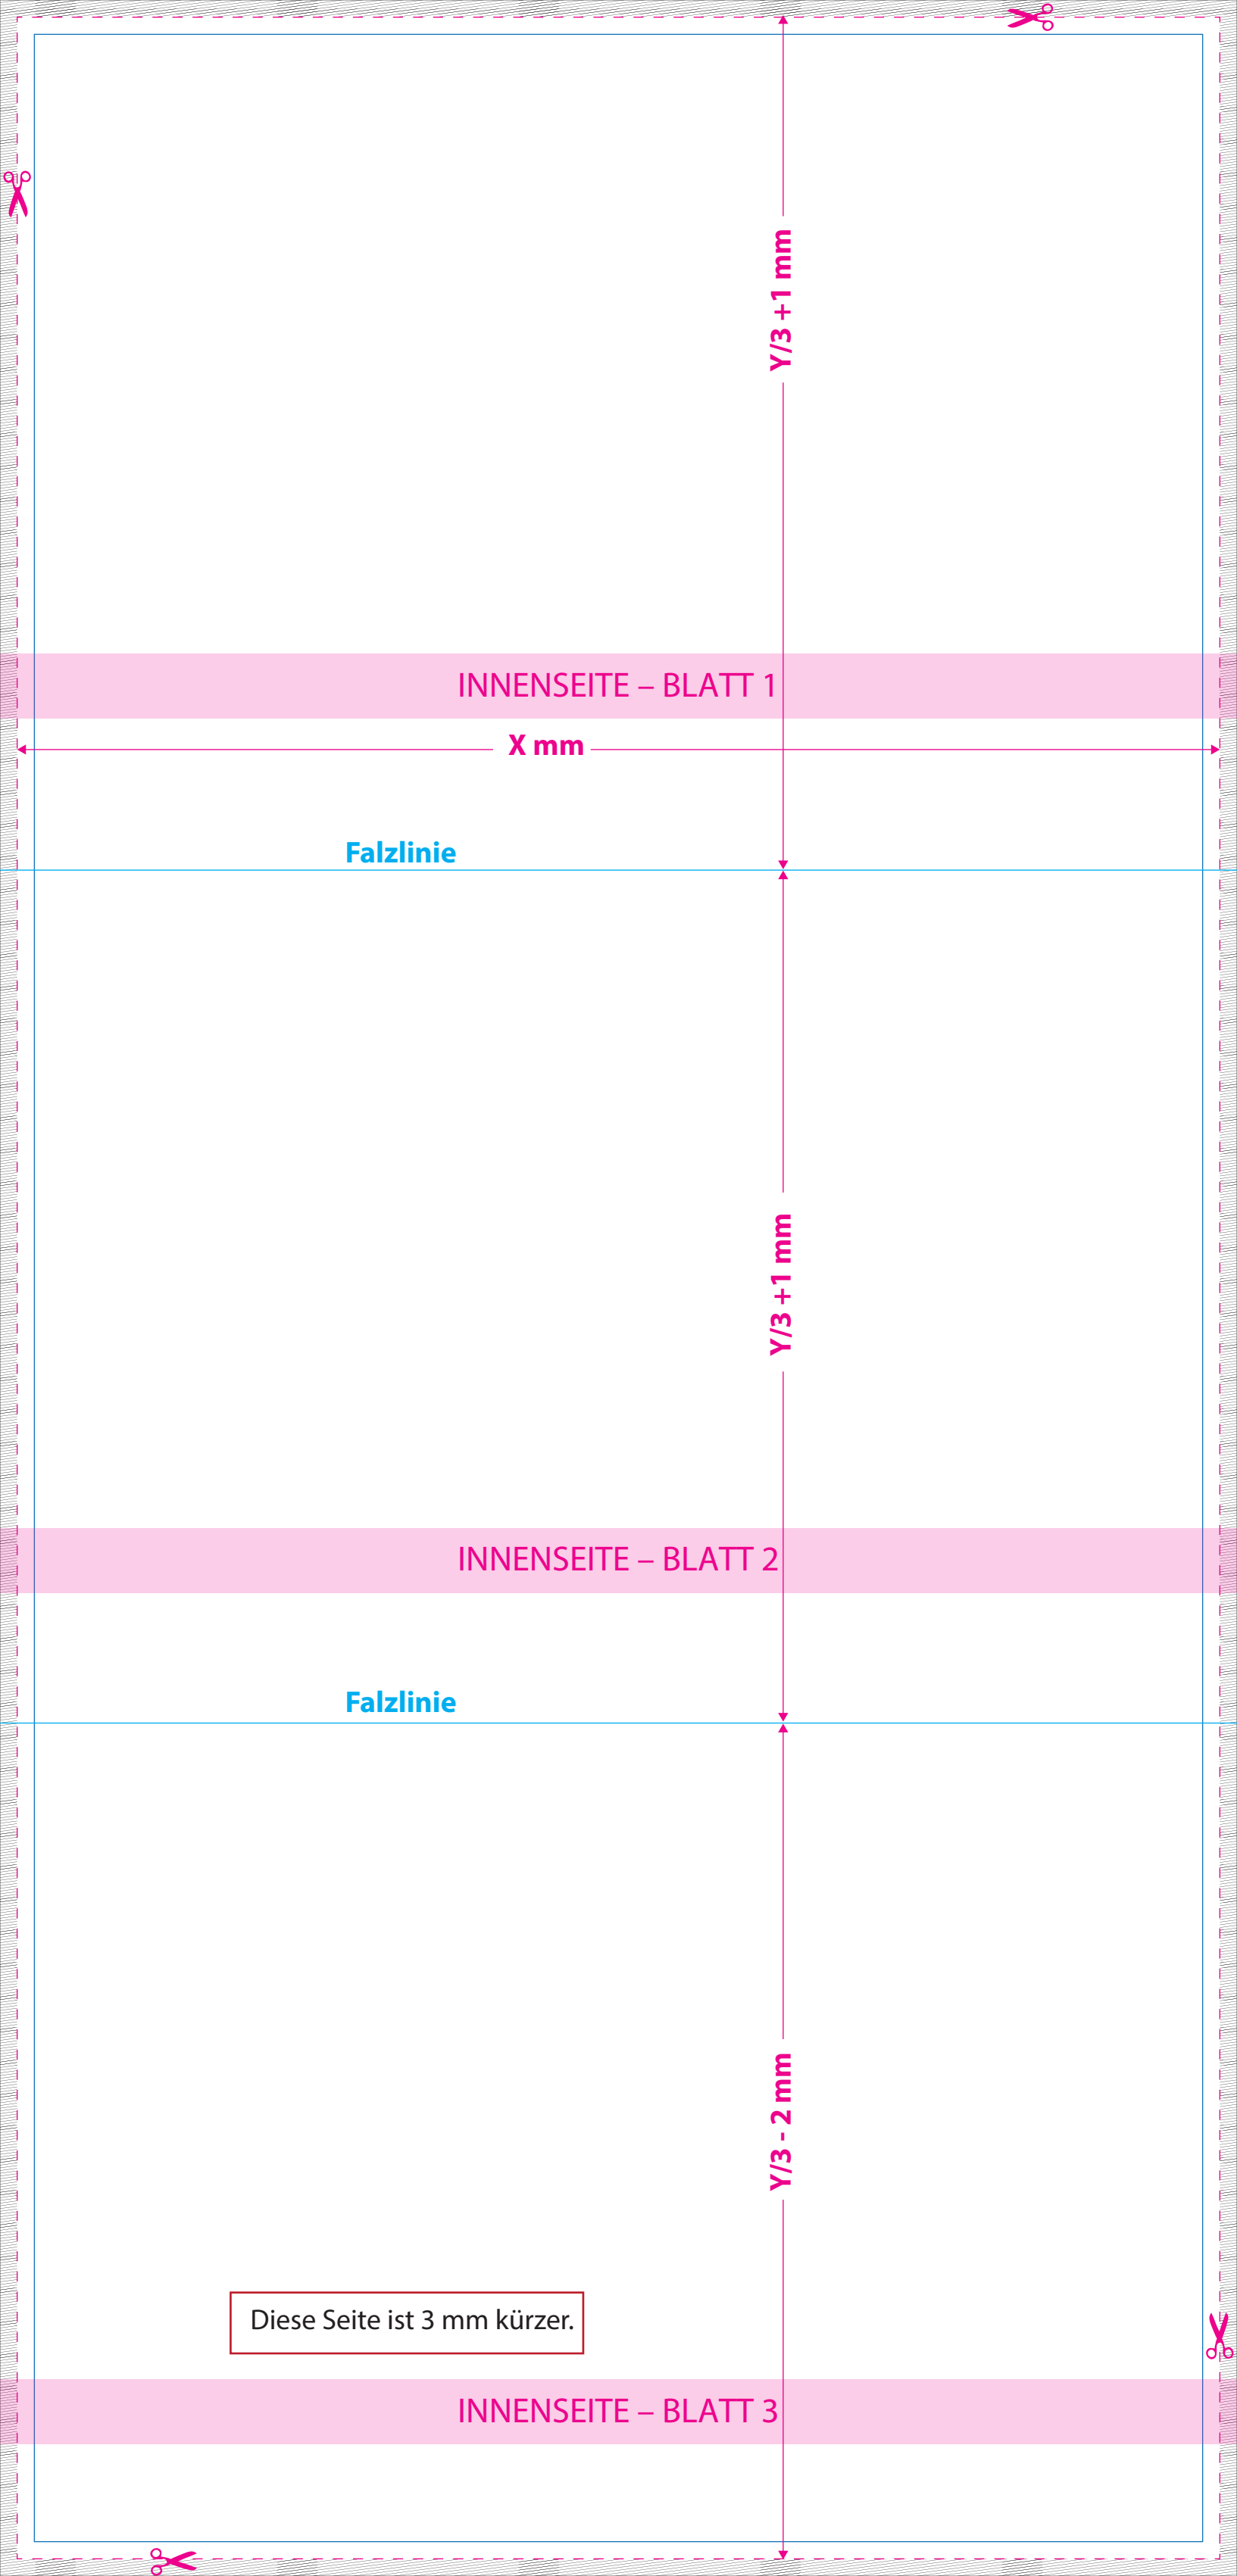 Y/3 +1 mm
INNENSEITE – BLATT 1
X mm
Falzlinie
Y/3 +1 mm
INNENSEITE – BLATT 2
Falzlinie
Y/3 - 2 mm
Diese Seite ist 3 mm kürzer.
INNENSEITE – BLATT 3